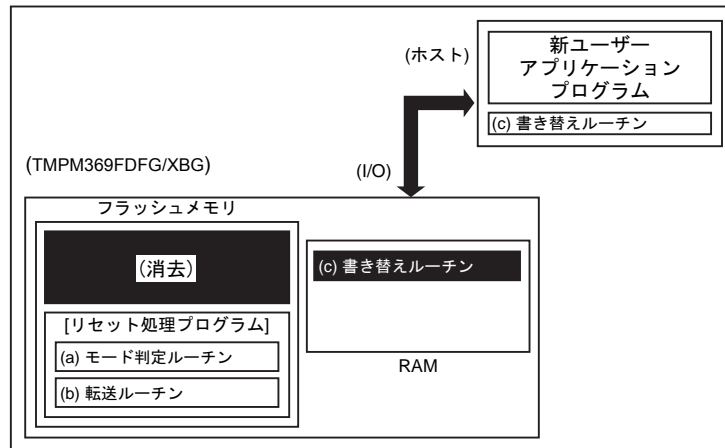 (ホスト)
新ユーザー
アプリケーション
プログラム
(c) 書き替えルーチン
(TMPM369FDFG/XBG)
(I/O)
フラッシュメモリ
(消去)
[リセット処理プログラム]
(a) モード判定ルーチン
(b) 転送ルーチン
(c) 書き替えルーチン
RAM